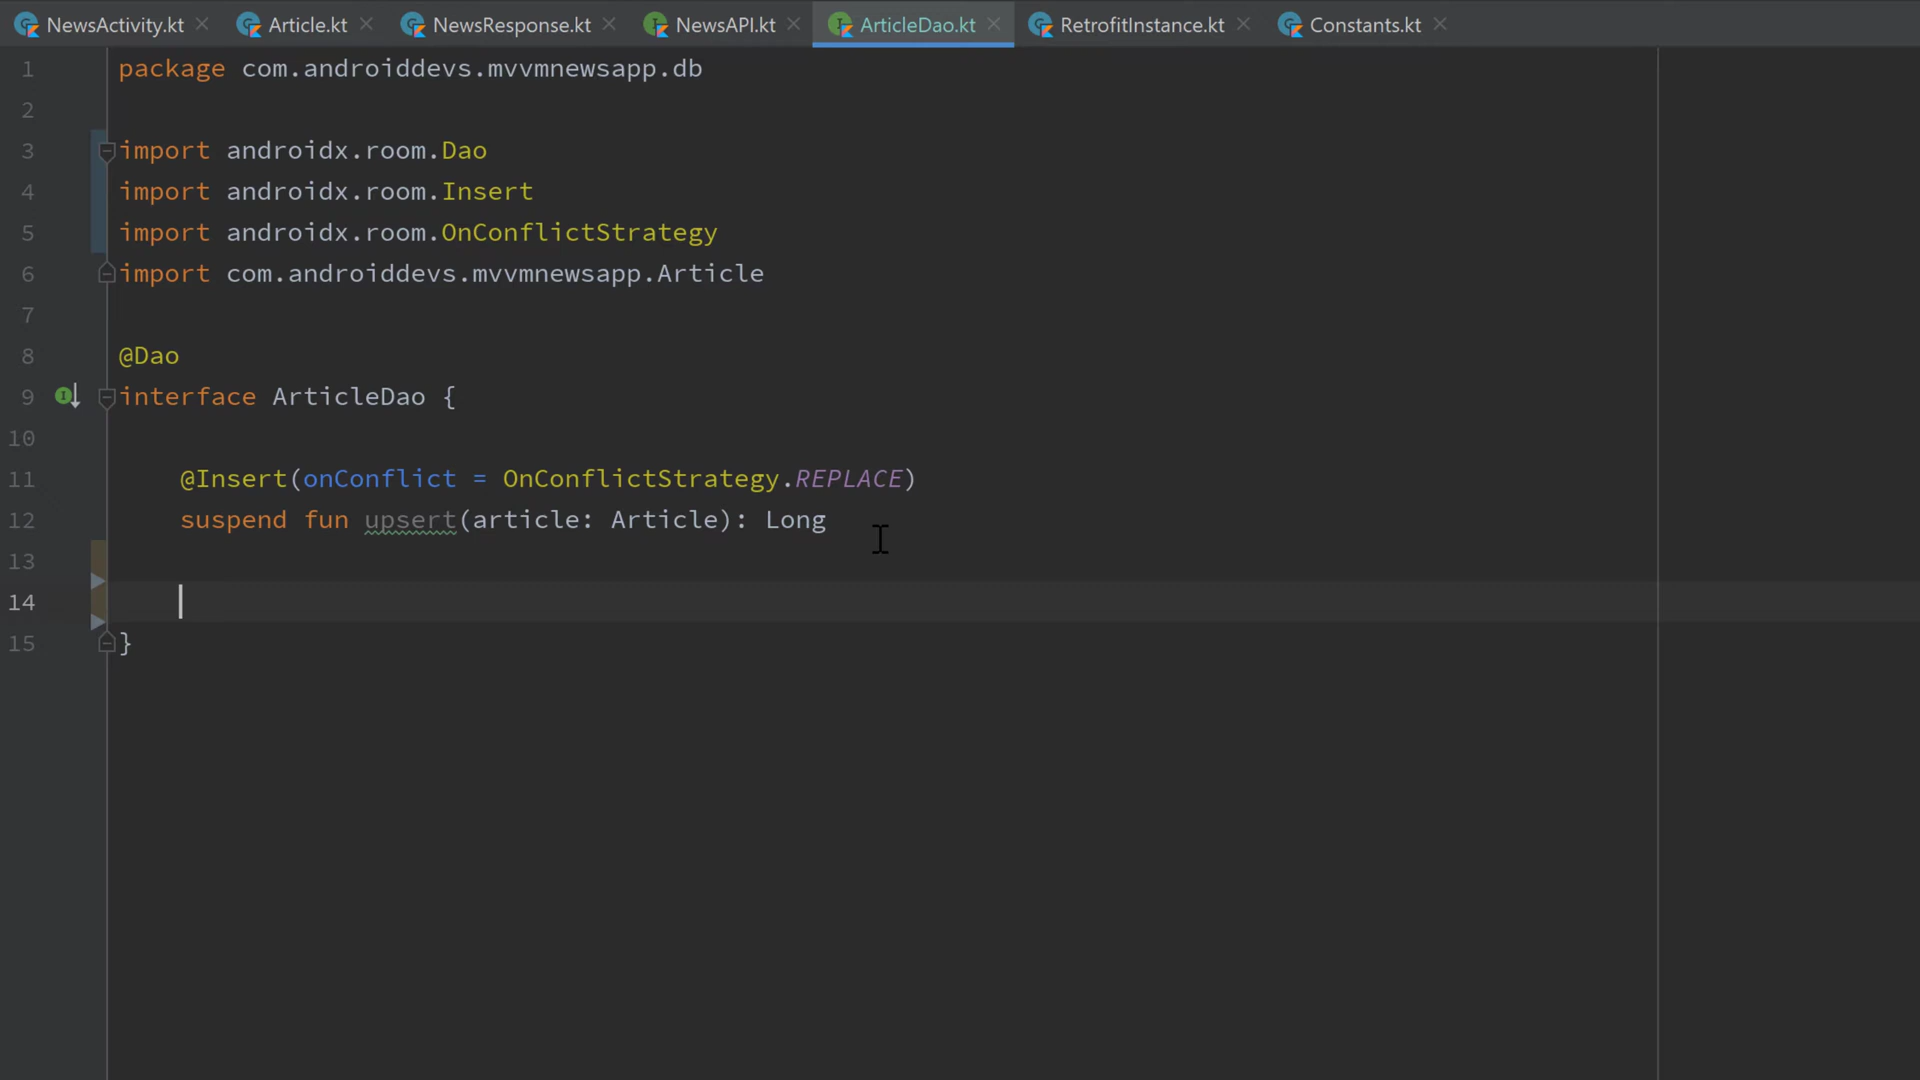 NewsActivity.kt Article.kt NewsResponse.kt NewsAPI.kt ArticleDao.kt RetrofitInstance.kt Constants.kt
1 package com.androiddevs.mvvmnewsapp.db
2
3 import androidx.room.Dao
4 import androidx.room.Insert
5 import androidx.room.OnConflictStrategy
6 import com.androiddevs.mvvmnewsapp.Article
7
8 @Dao
9 interface ArticleDao {
10
11 @Insert(onConflict = OnConflictStrategy.REPLACE)
12 suspend fun upsert(article: Article): Long
13
14
15 }